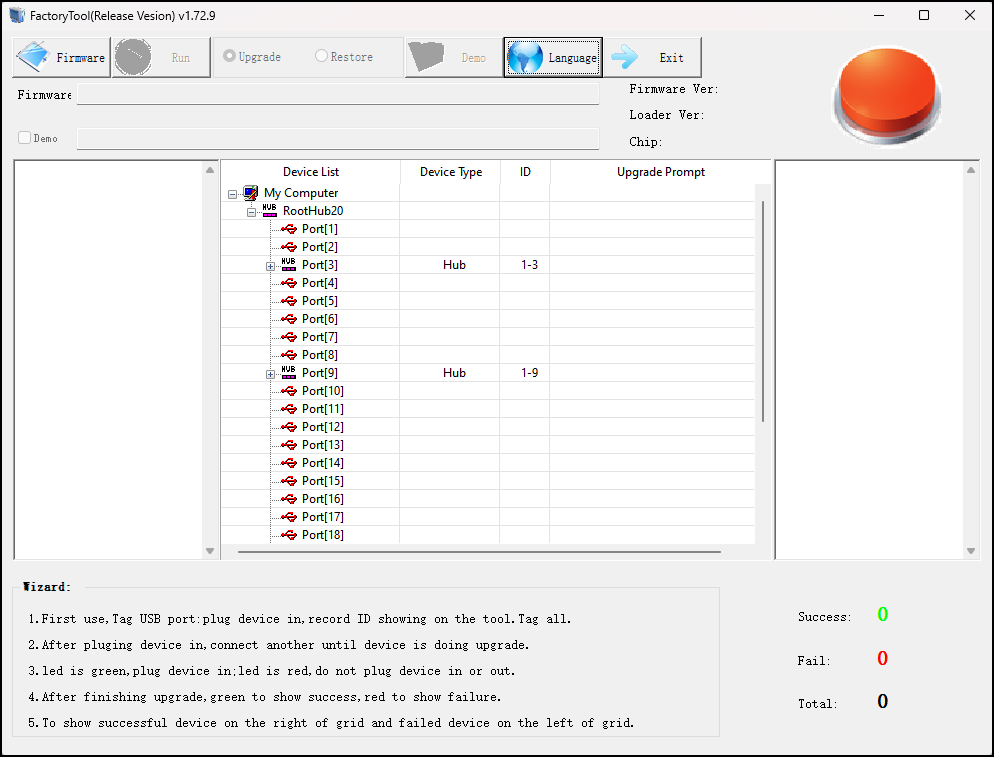 FactoryTool(Release Vesion) v1.72.9
Firmware Run Upgrade Restore Demo Language Exit
Firmware
Firmware Ver:
Loader Ver:
Demo
Chip:
Device List Device Type ID Upgrade Prompt
My Computer
HUB RootHub20
Port[1]
Port[2]
HUB Port[3] Hub 1-3
Port[4]
Port[5]
Port[6]
Port[7]
Port[8]
HUB Port[9] Hub 1-9
Port[10]
Port[11]
Port[12]
Port[13]
Port[14]
Port[15]
Port[16]
Port[17]
Port[18]
Wizard:
1.First use,Tag USB port:plug device in,record ID showing on the tool.Tag all.
2.After pluging device in,connect another until device is doing upgrade.
3.led is green,plug device in;led is red,do not plug device in or out.
4.After finishing upgrade,green to show success,red to show failure.
5.To show successful device on the right of grid and failed device on the left of grid.
Success: 0
Fail: 0
Total: 0